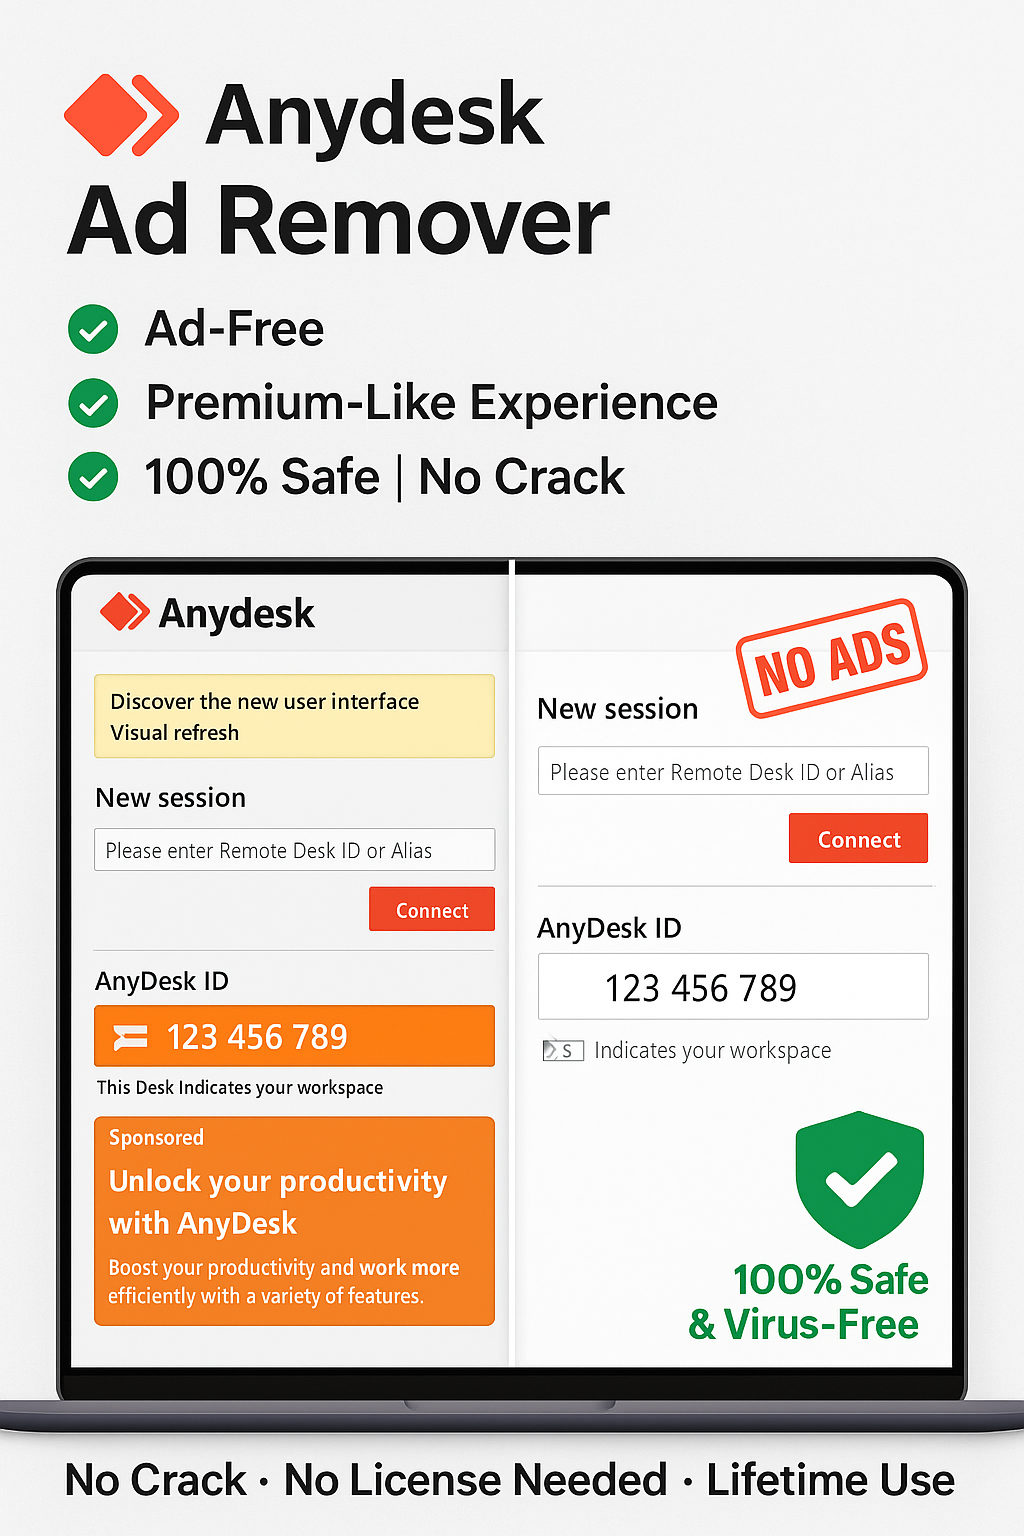 Anydesk
Ad Remover
Ad-Free
Premium-Like Experience
100% Safe | No Crack
Anydesk
Discover the new user interface
Visual refresh
New session
Please enter Remote Desk ID or Alias
Connect
AnyDesk ID
123 456 789
This Desk Indicates your workspace
Sponsored
Unlock your productivity
with AnyDesk
Boost your productivity and work more
efficiently with a variety of features.
NO ADS
New session
Please enter Remote Desk ID or Alias
Connect
AnyDesk ID
123 456 789
S Indicates your workspace
100% Safe
& Virus-Free
No Crack · No License Needed · Lifetime Use